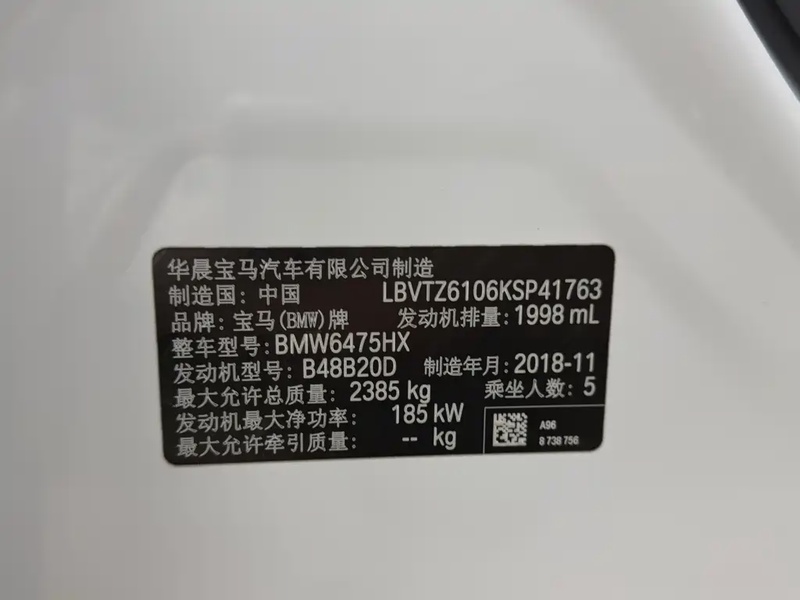 华晨宝马汽车有限公司制造
制造国: 中国 LBVTZ6106KSP41763
品牌: 宝马(BMW)牌 发动机排量: 1998 mL
整车型号: BMW6475HX
发动机型号: B48B20D 制造年月: 2018-11
最大允许总质量: 2385 kg 乘坐人数: 5
发动机最大净功率: 185 kW
最大允许牵引质量: -- kg
A96
8 738 756